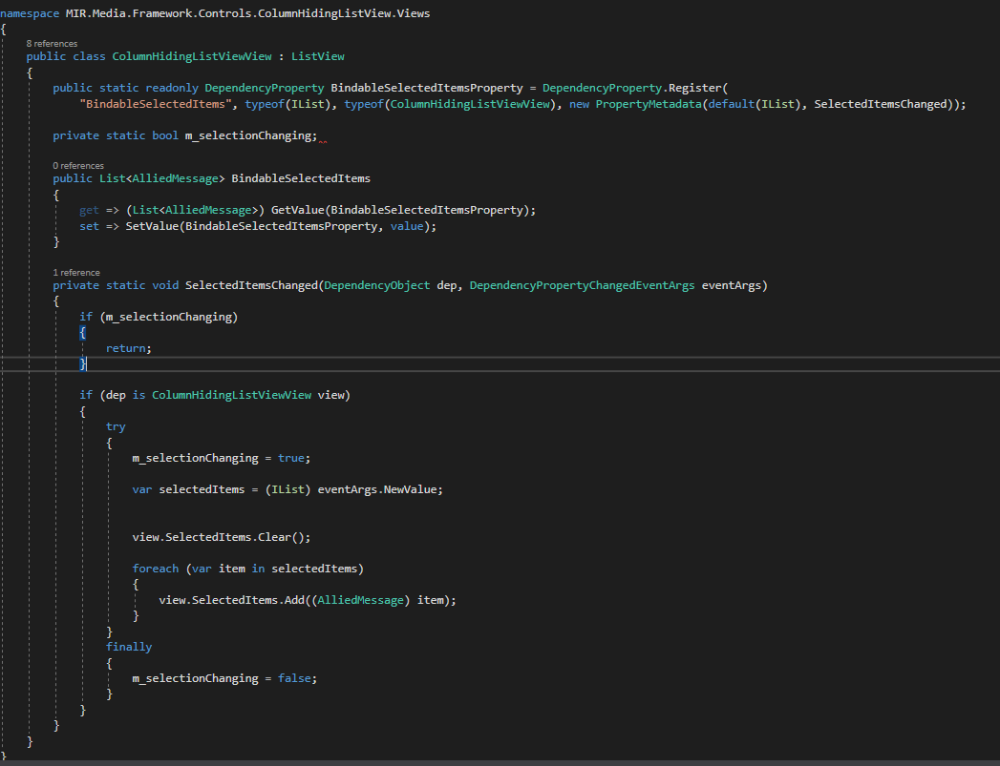 namespace MIR.Media.Framework.Controls.ColumnHidingListView.Views
{
8 references
public class ColumnHidingListViewView : ListView
{
public static readonly DependencyProperty BindableSelectedItemsProperty = DependencyProperty.Register(
"BindableSelectedItems", typeof(IList), typeof(ColumnHidingListViewView), new PropertyMetadata(default(IList), SelectedItemsChanged));
private static bool m_selectionChanging;
0 references
public List<AlliedMessage> BindableSelectedItems
{
get => (List<AlliedMessage>) GetValue(BindableSelectedItemsProperty);
set => SetValue(BindableSelectedItemsProperty, value);
}
1 reference
private static void SelectedItemsChanged(DependencyObject dep, DependencyPropertyChangedEventArgs eventArgs)
{
if (m_selectionChanging)
{
return;
}
if (dep is ColumnHidingListViewView view)
{
try
{
m_selectionChanging = true;
var selectedItems = (IList) eventArgs.NewValue;
view.SelectedItems.Clear();
foreach (var item in selectedItems)
{
view.SelectedItems.Add((AlliedMessage) item);
}
}
finally
{
m_selectionChanging = false;
}
}
}
}
}